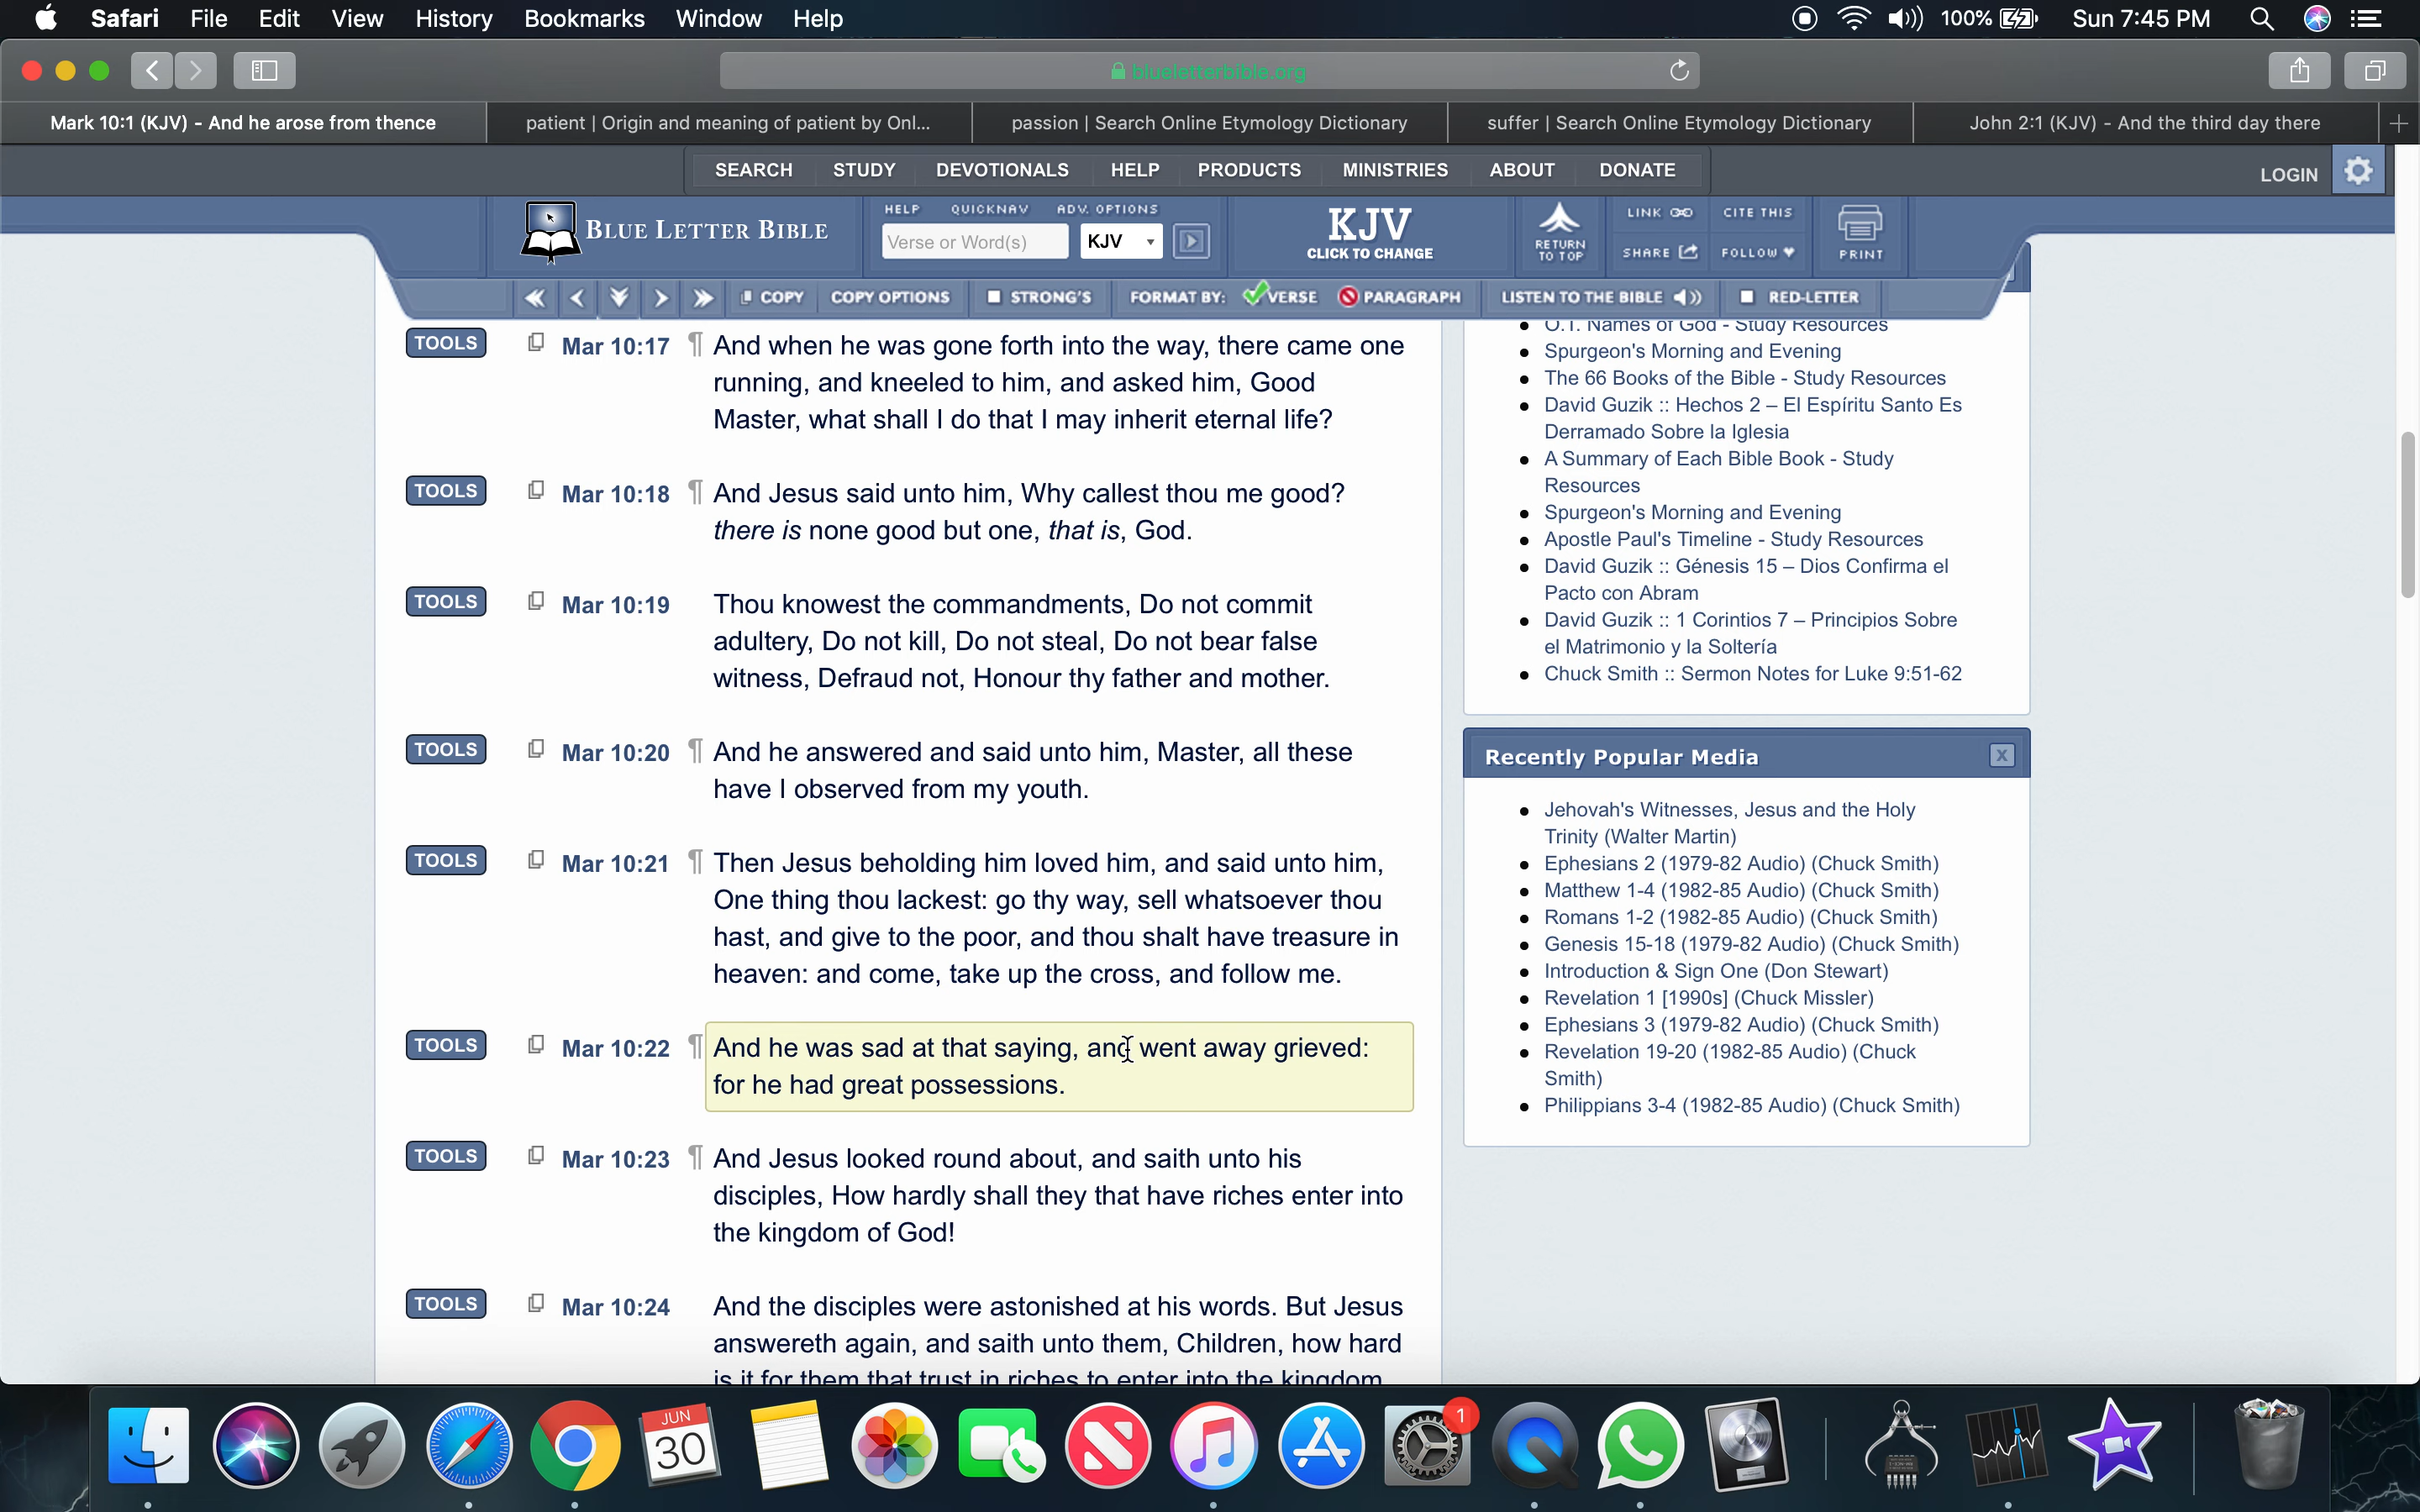 Safari File Edit View History Bookmarks Window Help 100% Sun 7:45 PM
blueletterbible.org
Mark 10:1 (KJV) - And he arose from thence
patient | Origin and meaning of patient by Onl...
passion | Search Online Etymology Dictionary
suffer | Search Online Etymology Dictionary
John 2:1 (KJV) - And the third day there
SEARCH STUDY DEVOTIONALS HELP PRODUCTS MINISTRIES ABOUT DONATE
LOGIN
BLUE LETTER BIBLE
HELP QUICKNAV ADV. OPTIONS
Verse or Word(s) KJV
KJV
CLICK TO CHANGE
RETURN
TO TOP
LINK CITE THIS
SHARE FOLLOW
PRINT
COPY COPY OPTIONS STRONG'S FORMAT BY: VERSE PARAGRAPH LISTEN TO THE BIBLE RED-LETTER
TOOLS Mar 10:17 ¶ And when he was gone forth into the way, there came one
running, and kneeled to him, and asked him, Good
Master, what shall I do that I may inherit eternal life?
TOOLS Mar 10:18 ¶ And Jesus said unto him, Why callest thou me good?
there is none good but one, that is, God.
TOOLS Mar 10:19 Thou knowest the commandments, Do not commit
adultery, Do not kill, Do not steal, Do not bear false
witness, Defraud not, Honour thy father and mother.
TOOLS Mar 10:20 ¶ And he answered and said unto him, Master, all these
have I observed from my youth.
TOOLS Mar 10:21 ¶ Then Jesus beholding him loved him, and said unto him,
One thing thou lackest: go thy way, sell whatsoever thou
hast, and give to the poor, and thou shalt have treasure in
heaven: and come, take up the cross, and follow me.
TOOLS Mar 10:22 ¶ And he was sad at that saying, and went away grieved:
for he had great possessions.
TOOLS Mar 10:23 ¶ And Jesus looked round about, and saith unto his
disciples, How hardly shall they that have riches enter into
the kingdom of God!
TOOLS Mar 10:24 And the disciples were astonished at his words. But Jesus
answereth again, and saith unto them, Children, how hard
is it for them that trust in riches to enter into the kingdom
O.T. Names of God - Study Resources
Spurgeon's Morning and Evening
The 66 Books of the Bible - Study Resources
David Guzik :: Hechos 2 – El Espíritu Santo Es
Derramado Sobre la Iglesia
A Summary of Each Bible Book - Study
Resources
Spurgeon's Morning and Evening
Apostle Paul's Timeline - Study Resources
David Guzik :: Génesis 15 – Dios Confirma el
Pacto con Abram
David Guzik :: 1 Corintios 7 – Principios Sobre
el Matrimonio y la Soltería
Chuck Smith :: Sermon Notes for Luke 9:51-62
Recently Popular Media X
Jehovah's Witnesses, Jesus and the Holy
Trinity (Walter Martin)
Ephesians 2 (1979-82 Audio) (Chuck Smith)
Matthew 1-4 (1982-85 Audio) (Chuck Smith)
Romans 1-2 (1982-85 Audio) (Chuck Smith)
Genesis 15-18 (1979-82 Audio) (Chuck Smith)
Introduction & Sign One (Don Stewart)
Revelation 1 [1990s] (Chuck Missler)
Ephesians 3 (1979-82 Audio) (Chuck Smith)
Revelation 19-20 (1982-85 Audio) (Chuck
Smith)
Philippians 3-4 (1982-85 Audio) (Chuck Smith)
JUN
30
1